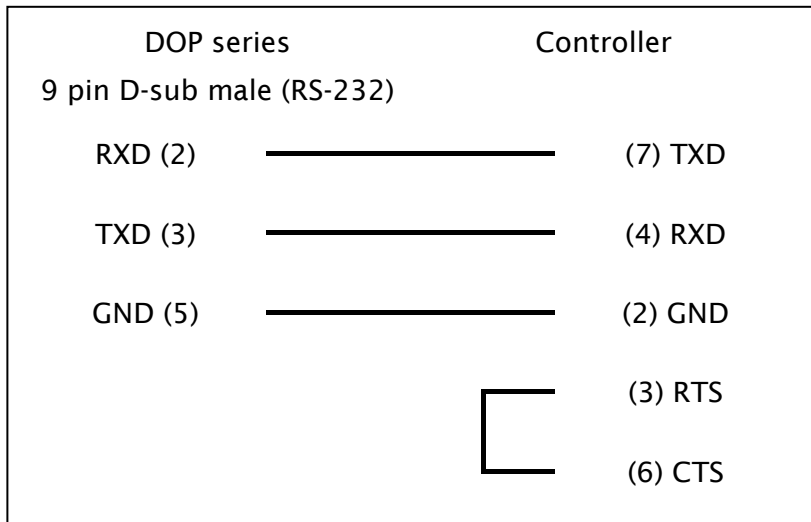 DOP series Controller
9 pin D-sub male (RS-232)
RXD (2) (7) TXD
TXD (3) (4) RXD
GND (5) (2) GND
(3) RTS
(6) CTS